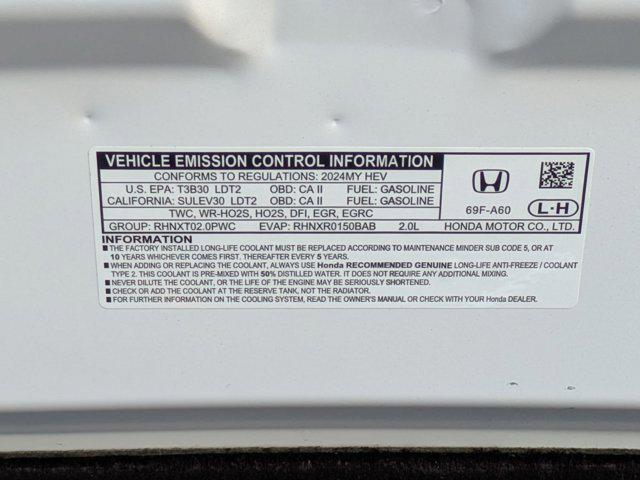 VEHICLE EMISSION CONTROL INFORMATION
CONFORMS TO REGULATIONS: 2024MY HEV
U.S. EPA: T3B30 LDT2 OBD: CA II FUEL: GASOLINE
CALIFORNIA: SULEV30 LDT2 OBD: CA II FUEL: GASOLINE
TWC, WR-HO2S, HO2S, DFI, EGR, EGRC
GROUP: RHNXT02.0PWC EVAP: RHNXR0150BAB 2.0L
69F-A60 L-H
HONDA MOTOR CO., LTD.
INFORMATION
■ THE FACTORY INSTALLED LONG-LIFE COOLANT MUST BE REPLACED ACCORDING TO MAINTENANCE MINDER SUB CODE 5, OR AT
10 YEARS WHICHEVER COMES FIRST. THEREAFTER EVERY 5 YEARS.
■ WHEN ADDING OR REPLACING THE COOLANT, ALWAYS USE Honda RECOMMENDED GENUINE LONG-LIFE ANTI-FREEZE / COOLANT
TYPE 2. THIS COOLANT IS PRE-MIXED WITH 50% DISTILLED WATER. IT DOES NOT REQUIRE ANY ADDITIONAL MIXING.
■ NEVER DILUTE THE COOLANT, OR THE LIFE OF THE ENGINE MAY BE SERIOUSLY SHORTENED.
■ CHECK OR ADD THE COOLANT AT THE RESERVE TANK, NOT THE RADIATOR.
■ FOR FURTHER INFORMATION ON THE COOLING SYSTEM, READ THE OWNER'S MANUAL OR CHECK WITH YOUR Honda DEALER.